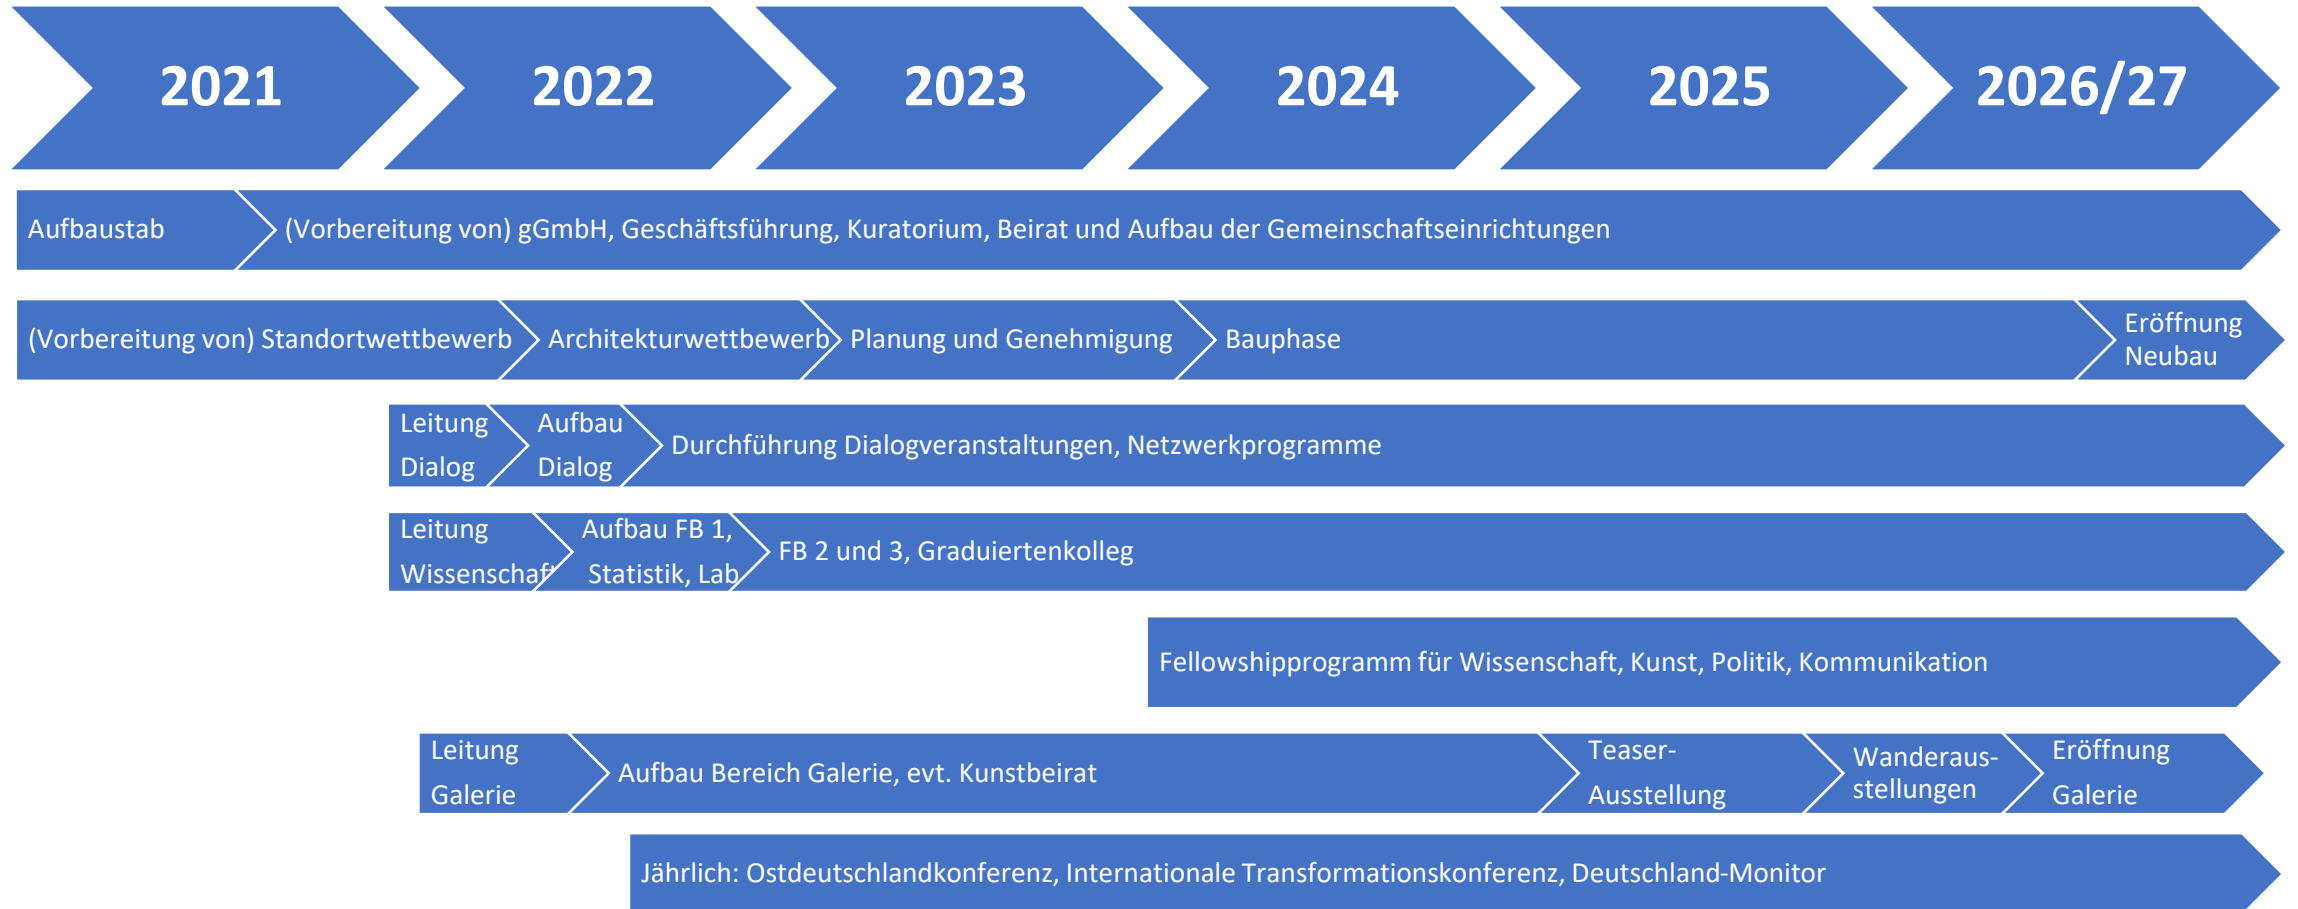 2021 2022 2023 2024 2025 2026/27
Aufbaustab (Vorbereitung von) gGmbH, Geschäftsführung, Kuratorium, Beirat und Aufbau der Gemeinschaftseinrichtungen
(Vorbereitung von) Standortwettbewerb Architekturwettbewerb Planung und Genehmigung Bauphase
Eröffnung
Neubau
Leitung
Dialog
Aufbau
Dialog
Durchführung Dialogveranstaltungen, Netzwerkprogramme
Leitung
Wissenschaft
Aufbau FB 1,
Statistik, Lab
FB 2 und 3, Graduiertenkolleg
Fellowshipprogramm für Wissenschaft, Kunst, Politik, Kommunikation
Leitung
Galerie
Aufbau Bereich Galerie, evt. Kunstbeirat
Teaser-
Ausstellung
Wanderaus-
stellungen
Eröffnung
Galerie
Jährlich: Ostdeutschlandkonferenz, Internationale Transformationskonferenz, Deutschland-Monitor